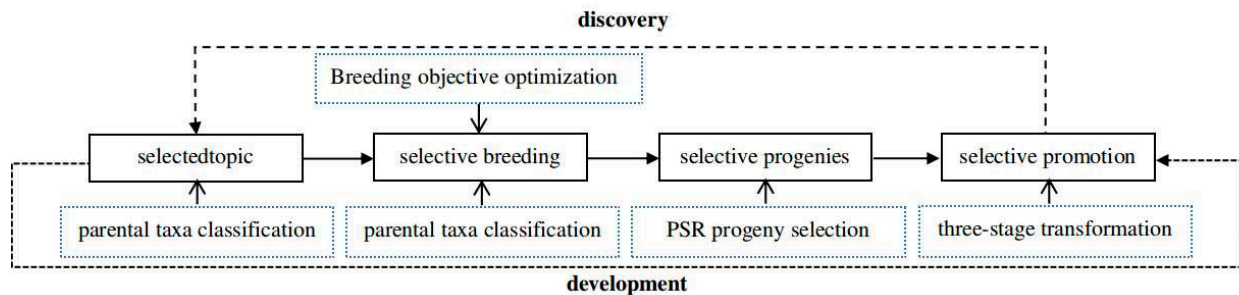 discovery
Breeding objective optimization
selectedtopic
selective breeding
selective progenies
selective promotion
parental taxa classification
parental taxa classification
PSR progeny selection
three-stage transformation
development